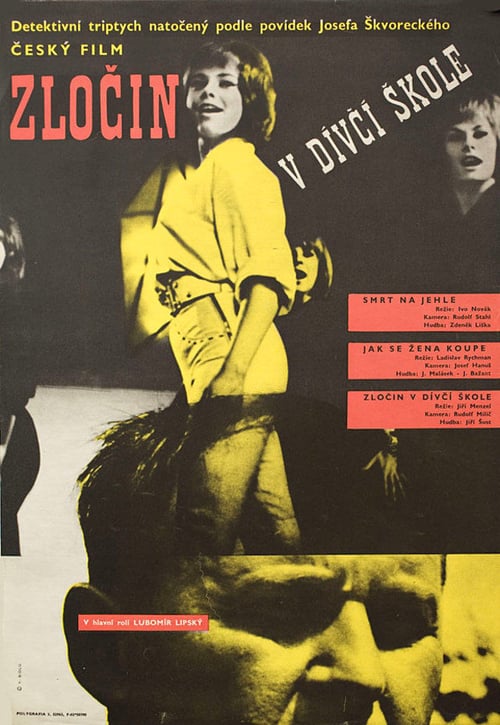 Detektivní triptych natočený podle povídek Josefa Škvoreckého
ČESKÝ FILM
ZLOČIN
V DÍVČÍ ŠKOLE
SMRT NA JEHLE
Režie: Ivo Novák
Kamera: Rudolf Stahl
Hudba: Zdeněk Liška
JAK SE ŽENA KOUPE
Režie: Ladislav Rychman
Kamera: Josef Hanuš
Hudba: J. Malásek - J. Bažant
ZLOČIN V DÍVČÍ ŠKOLE
Režie: Jiří Menzel
Kamera: Rudolf Milič
Hudba: Jiří Šust
V hlavní roli LUBOMÍR LIPSKÝ